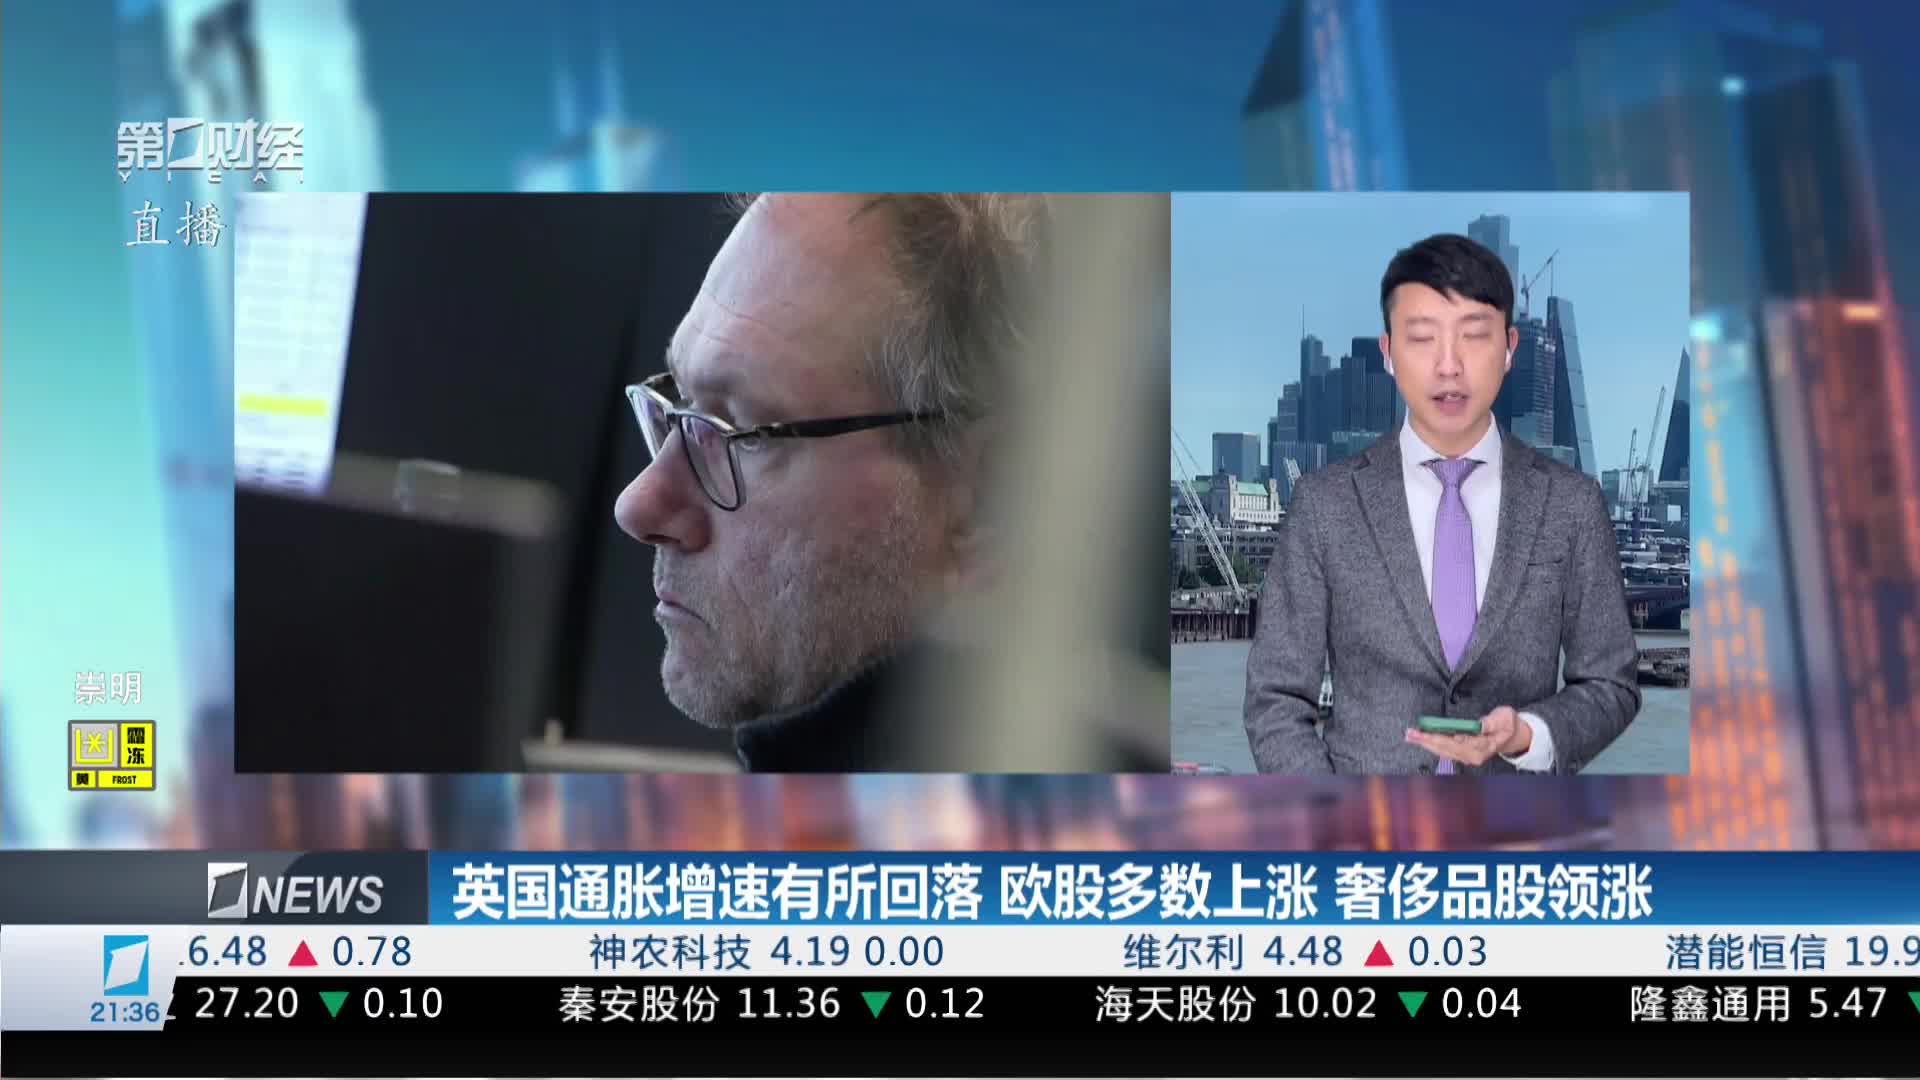 第一财经
YICAI
直播
崇明
霜冻
黄 FROST
NEWS 英国通胀增速有所回落 欧股多数上涨 奢侈品股领涨
.6.48 ▲ 0.78 神农科技 4.19 0.00 维尔利 4.48 ▲ 0.03 潜能恒信 19.9
21:36 27.20 ▼ 0.10 秦安股份 11.36 ▼ 0.12 海天股份 10.02 ▼ 0.04 隆鑫通用 5.47 ▼